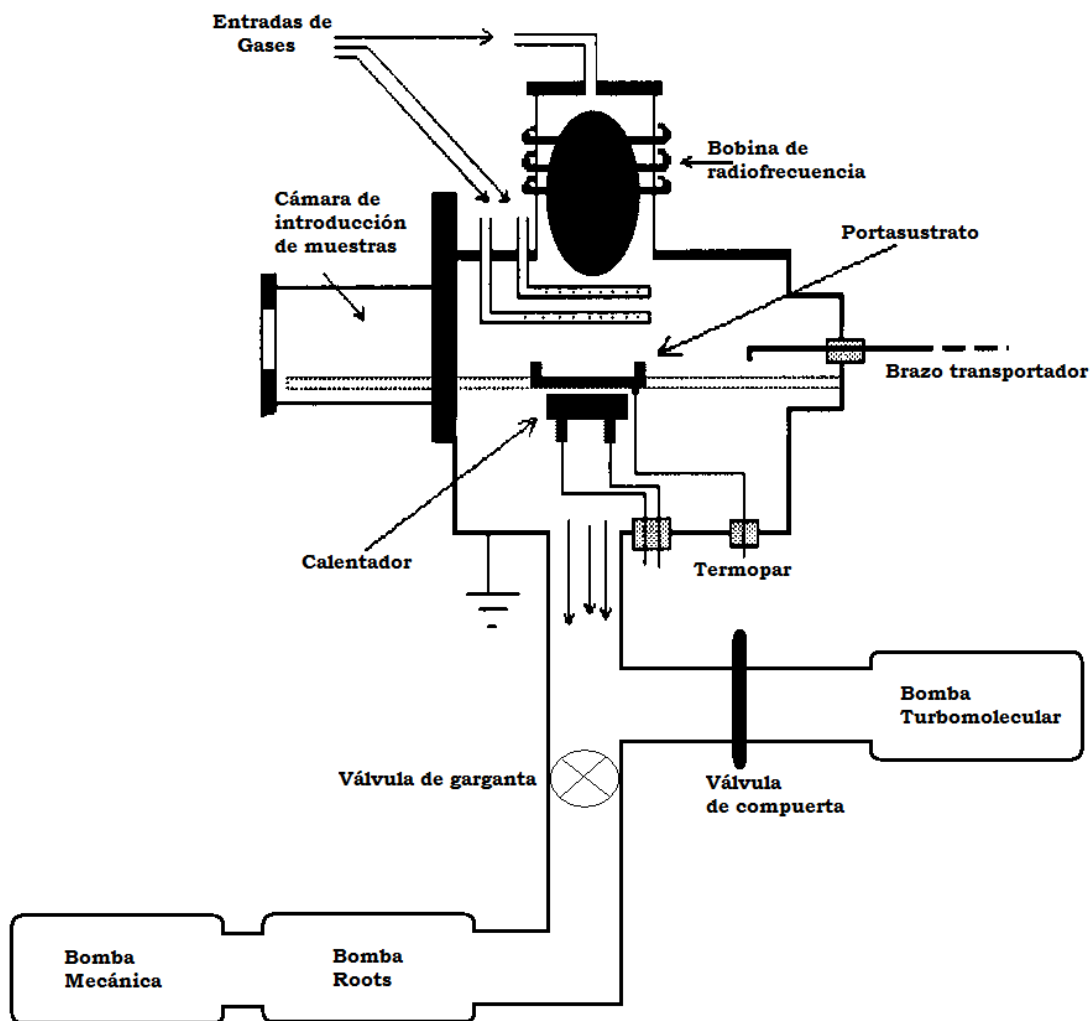 Entradas de
Gases
Bobina de
radiofrecuencia
Cámara de
introducción
de muestras
Portasustrato
Brazo transportador
Calentador
Termopar
Bomba
Turbomolecular
Válvula de garganta
Válvula
de compuerta
Bomba
Mecánica
Bomba
Roots